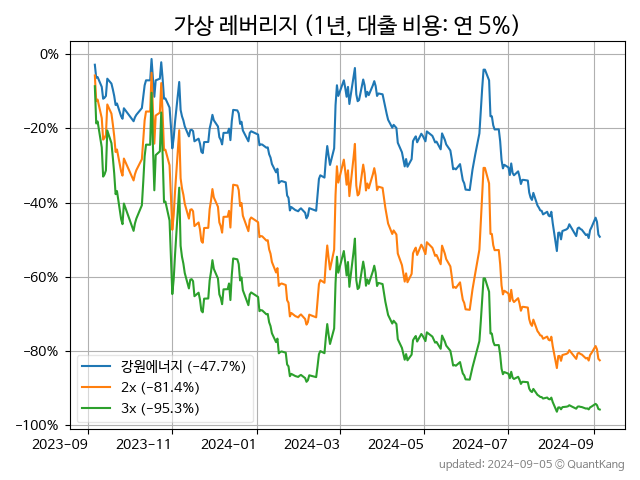 가상 레버리지 (1년, 대출 비용: 연 5%)
0%
−20%
−40%
−60%
−80%
−100%
강원에너지 (−47.7%)
2x (−81.4%)
3x (−95.3%)
2023-09 2023-11 2024-01 2024-03 2024-05 2024-07 2024-09
updated: 2024-09-05 © QuantKang